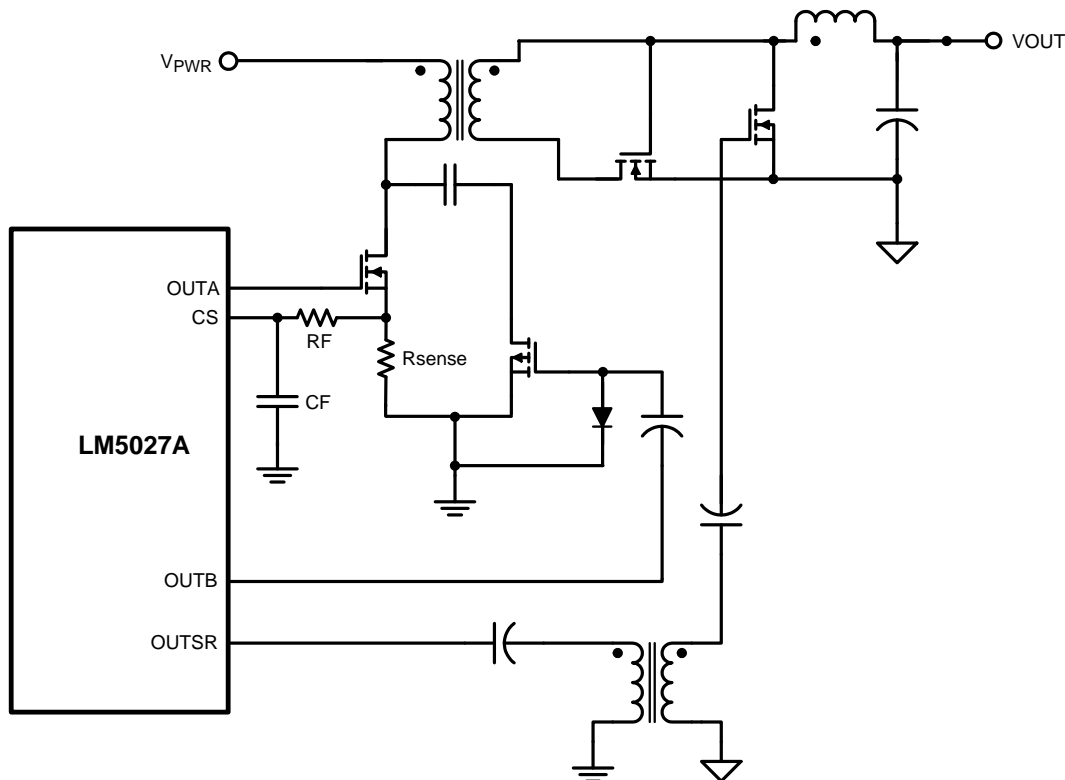 VPWR
VOUT
OUTA
CS
RF
Rsense
CF
LM5027A
OUTB
OUTSR